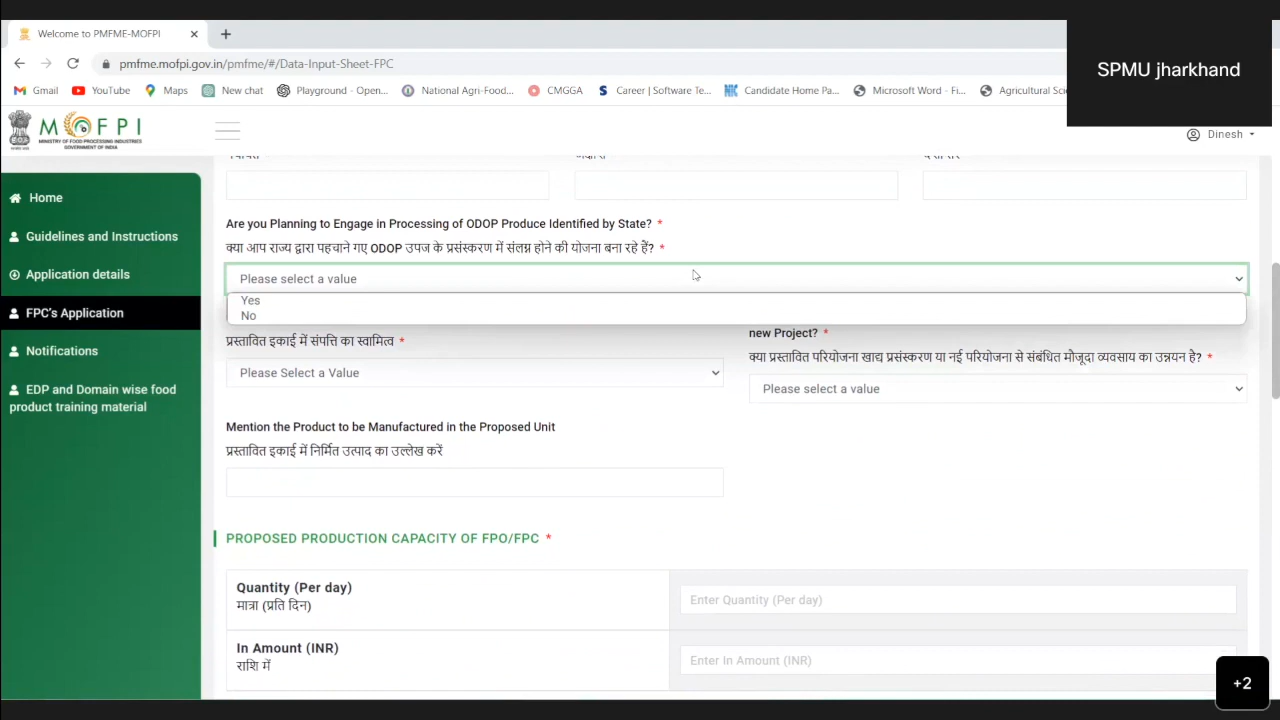 Welcome to PMFME-MOFPI
pmfme.mofpi.gov.in/pmfme/#/Data-Input-Sheet-FPC
SPMU jharkhand
Gmail YouTube Maps New chat Playground - Open... National Agri-Food... CMGGA Career | Software Te... Candidate Home Pa... Microsoft Word - Fi... Agricultural Sci
MOFPI
MINISTRY OF FOOD PROCESSING INDUSTRIES
GOVERNMENT OF INDIA
Dinesh
Home
Guidelines and Instructions
Application details
FPC's Application
Notifications
EDP and Domain wise food
product training material
Are you Planning to Engage in Processing of ODOP Produce Identified by State? *
क्या आप राज्य द्वारा पहचाने गए ODOP उपज के प्रसंस्करण में संलग्न होने की योजना बना रहे हैं? *
Please select a value
Yes
No
प्रस्तावित इकाई में संपत्ति का स्वामित्व *
Please Select a Value
new Project? *
क्या प्रस्तावित परियोजना खाद्य प्रसंस्करण या नई परियोजना से संबंधित मौजूदा व्यवसाय का उन्नयन है? *
Please select a value
Mention the Product to be Manufactured in the Proposed Unit
प्रस्तावित इकाई में निर्मित उत्पाद का उल्लेख करें
PROPOSED PRODUCTION CAPACITY OF FPO/FPC *
Quantity (Per day)
मात्रा (प्रति दिन)
Enter Quantity (Per day)
In Amount (INR)
राशि में
Enter In Amount (INR)
+2